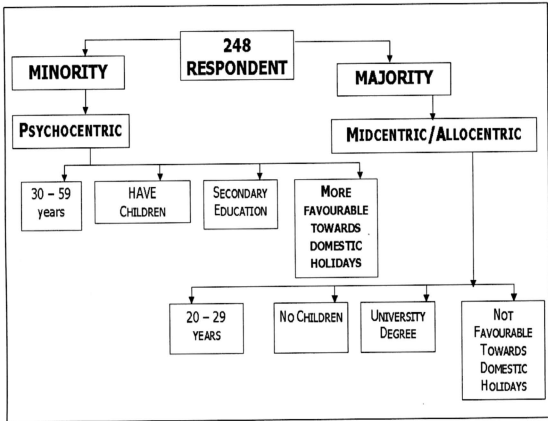 248
RESPONDENT
MINORITY
MAJORITY
PSYCHOCENTRIC
MIDCENTRIC/ALLOCENTRIC
30 – 59
years
HAVE
CHILDREN
SECONDARY
EDUCATION
MORE
FAVOURABLE
TOWARDS
DOMESTIC
HOLIDAYS
20 – 29
YEARS
NO CHILDREN
UNIVERSITY
DEGREE
NOT
FAVOURABLE
TOWARDS
DOMESTIC
HOLIDAYS